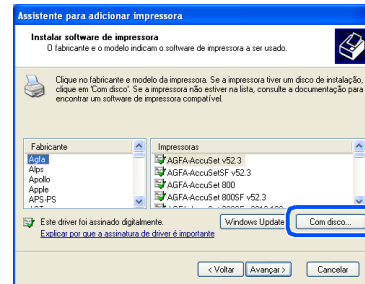 Assistente para adicionar impressora
Instalar software de impressora
O fabricante e o modelo indicam o software de impressora a ser usado.
Clique no fabricante e modelo da impressora. Se a impressora tiver um disco de instalação,
clique em 'Com disco'. Se a impressora não estiver na lista, consulte a documentação para
encontrar um software de impressora compatível.
Fabricante
Agfa
Alps
Apollo
Apple
APS-PS
Impressoras
AGFA-AccuSet v52.3
AGFA-AccuSetSF v52.3
AGFA-AccuSet 800
AGFA-AccuSet 800SF v52.3
Este driver foi assinado digitalmente.
Explicar por que a assinatura de driver é importante
Windows Update
Com disco...
< Voltar
Avançar >
Cancelar